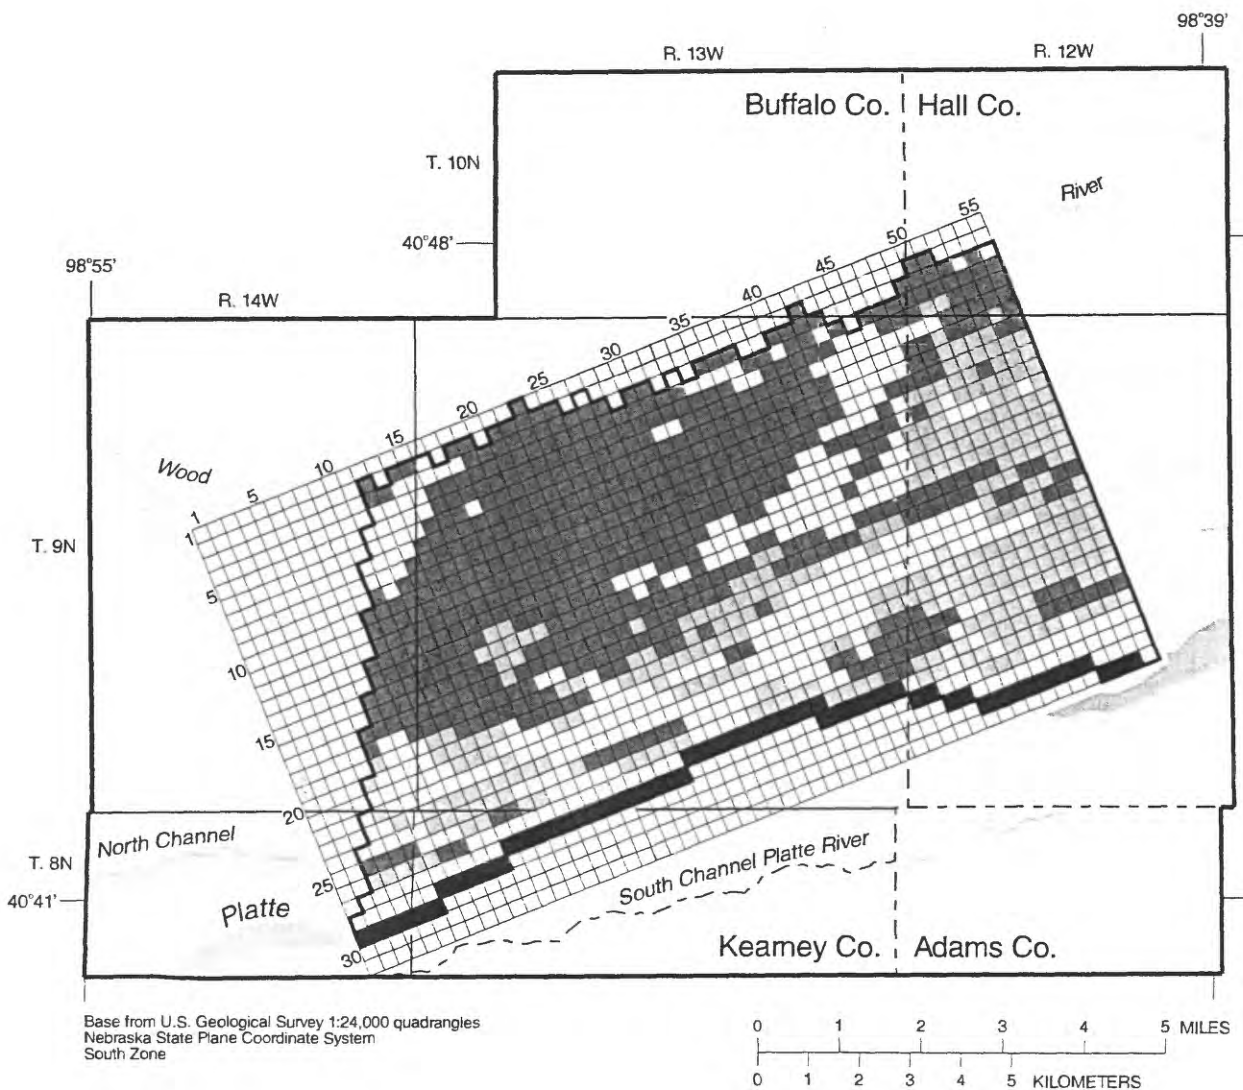 98°39'
R. 13W
R. 12W
Buffalo Co.
Hall Co.
T. 10N
River
40°48'
98°55'
R. 14W
55
50
45
40
35
30
25
20
15
10
5
1
Wood
1
5
10
15
20
25
30
T. 9N
North Channel
T. 8N
40°41'
Platte
South Channel Platte River
Kearney Co.
Adams Co.
Base from U.S. Geological Survey 1:24,000 quadrangles
Nebraska State Plane Coordinate System
South Zone
0 1 2 3 4 5 MILES
0 1 2 3 4 5 KILOMETERS